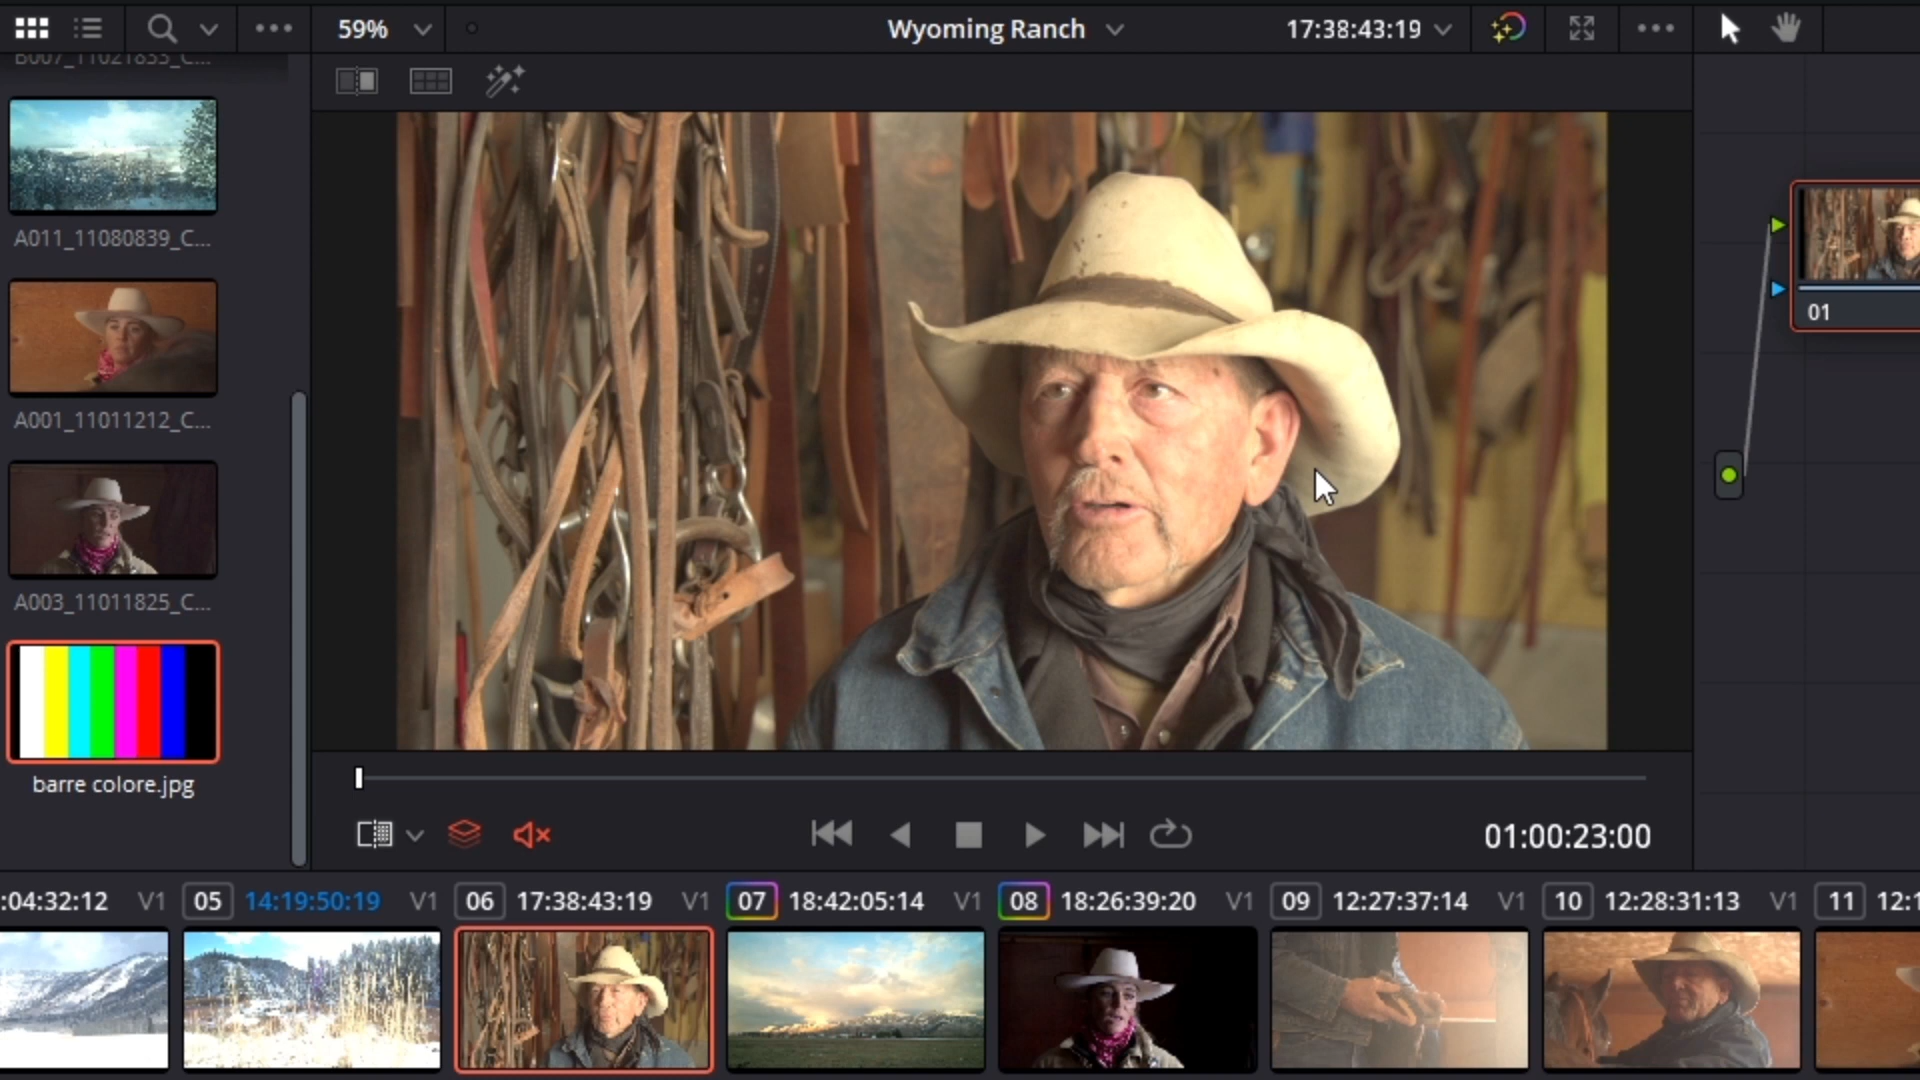 59%
Wyoming Ranch
17:38:43:19
B007_11021853_C...
A011_11080839_C...
A001_11011212_C...
A003_11011825_C...
barre colore.jpg
01
01:00:23:00
:04:32:12 V1 05 14:19:50:19 V1 06 17:38:43:19 V1 07 18:42:05:14 V1 08 18:26:39:20 V1 09 12:27:37:14 V1 10 12:28:31:13 V1 11 12:1